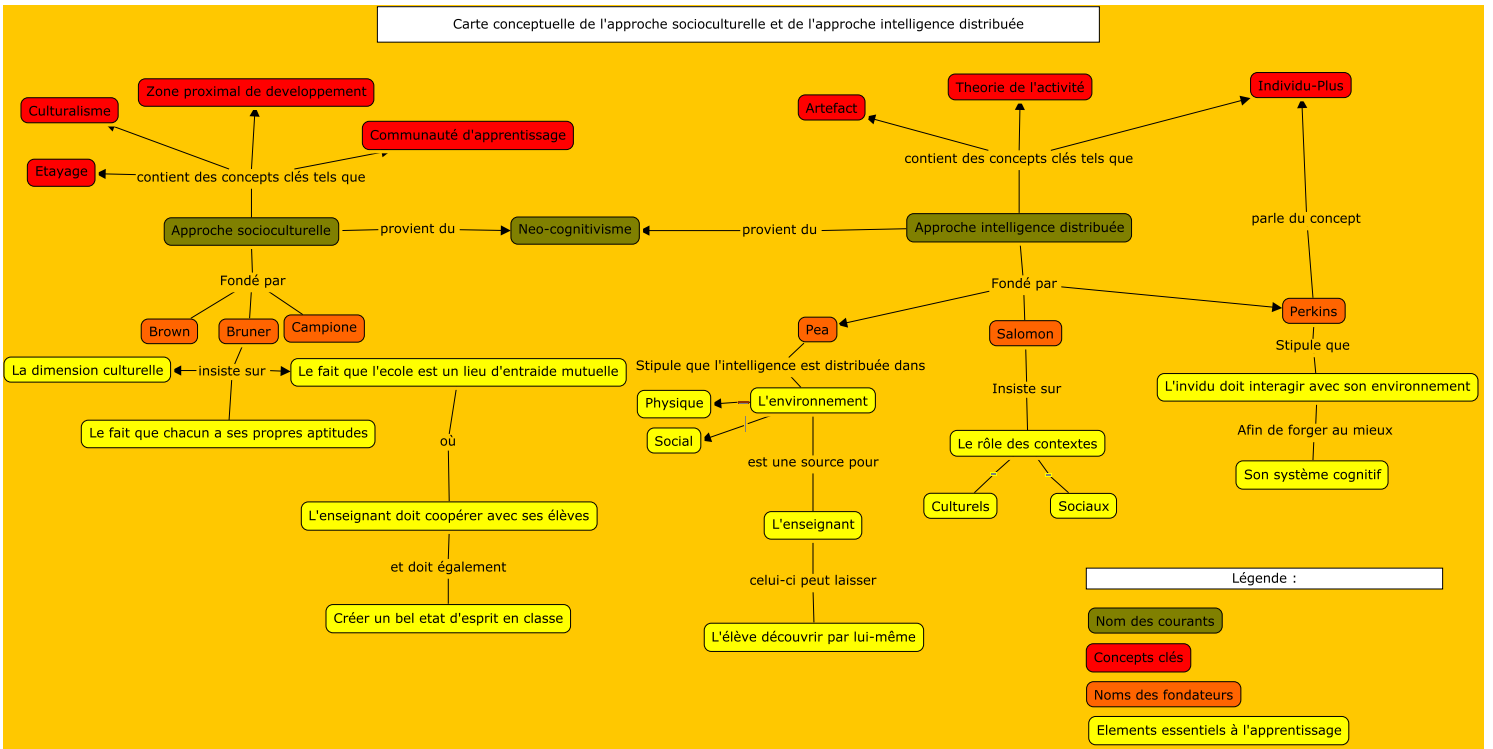 Carte conceptuelle de l'approche socioculturelle et de l'approche intelligence distribuée
Culturalisme
Zone proximal de developpement
Communauté d'apprentissage
Etayage
contient des concepts clés tels que
Artefact
Theorie de l'activité
Individu-Plus
contient des concepts clés tels que
parle du concept
Approche socioculturelle
provient du
Neo-cognitivisme
provient du
Approche intelligence distribuée
Fondé par
Brown
Bruner
Campione
La dimension culturelle
insiste sur
Le fait que l'ecole est un lieu d'entraide mutuelle
Le fait que chacun a ses propres aptitudes
où
L'enseignant doit coopérer avec ses élèves
et doit également
Créer un bel etat d'esprit en classe
Fondé par
Pea
Salomon
Perkins
Stipule que l'intelligence est distribuée dans
Physique
L'environnement
Social
est une source pour
L'enseignant
celui-ci peut laisser
L'élève découvrir par lui-même
Insiste sur
Le rôle des contextes
Culturels
Sociaux
Stipule que
L'invidu doit interagir avec son environnement
Afin de forger au mieux
Son système cognitif
Légende :
Nom des courants
Concepts clés
Noms des fondateurs
Elements essentiels à l'apprentissage